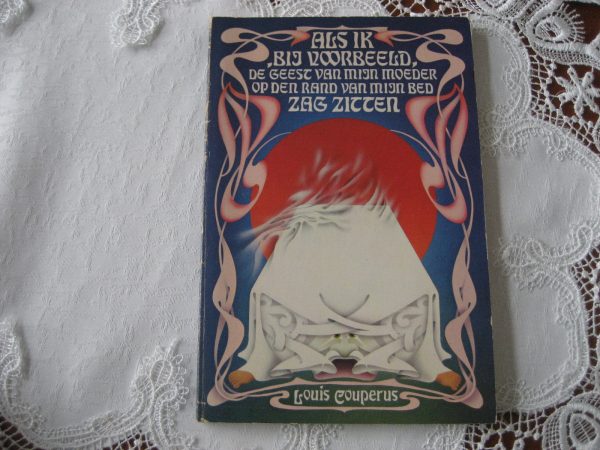 ALS IK
,BIJ VOORBEELD,
DE GEEST VAN MIJN MOEDER
OP DEN RAND VAN MIJN BED
ZAG ZITTEN
Louis Couperus